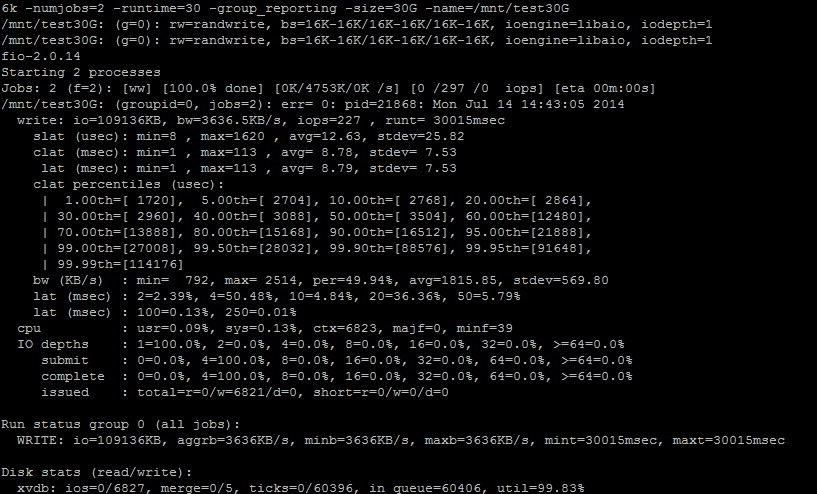 6k -numjobs=2 -runtime=30 -group_reporting -size=30G -name=/mnt/test30G
/mnt/test30G: (g=0): rw=randwrite, bs=16K-16K/16K-16K/16K-16K, ioengine=libaio, iodepth=1
/mnt/test30G: (g=0): rw=randwrite, bs=16K-16K/16K-16K/16K-16K, ioengine=libaio, iodepth=1
fio-2.0.14
Starting 2 processes
Jobs: 2 (f=2): [ww] [100.0% done] [0K/4753K/0K /s] [0 /297 /0  iops] [eta 00m:00s]
/mnt/test30G: (groupid=0, jobs=2): err= 0: pid=21868: Mon Jul 14 14:43:05 2014
  write: io=109136KB, bw=3636.5KB/s, iops=227 , runt= 30015msec
    slat (usec): min=8 , max=1620 , avg=12.63, stdev=25.82
    clat (msec): min=1 , max=113 , avg= 8.78, stdev= 7.53
     lat (msec): min=1 , max=113 , avg= 8.79, stdev= 7.53
    clat percentiles (usec):
     |  1.00th=[ 1720],  5.00th=[ 2704], 10.00th=[ 2768], 20.00th=[ 2864],
     | 30.00th=[ 2960], 40.00th=[ 3088], 50.00th=[ 3504], 60.00th=[12480],
     | 70.00th=[13888], 80.00th=[15168], 90.00th=[16512], 95.00th=[21888],
     | 99.00th=[27008], 99.50th=[28032], 99.90th=[88576], 99.95th=[91648],
     | 99.99th=[114176]
    bw (KB/s)  : min=  792, max= 2514, per=49.94%, avg=1815.85, stdev=569.80
    lat (msec) : 2=2.39%, 4=50.48%, 10=4.84%, 20=36.36%, 50=5.79%
    lat (msec) : 100=0.13%, 250=0.01%
  cpu          : usr=0.09%, sys=0.13%, ctx=6823, majf=0, minf=39
  IO depths    : 1=100.0%, 2=0.0%, 4=0.0%, 8=0.0%, 16=0.0%, 32=0.0%, >=64=0.0%
     submit    : 0=0.0%, 4=100.0%, 8=0.0%, 16=0.0%, 32=0.0%, 64=0.0%, >=64=0.0%
     complete  : 0=0.0%, 4=100.0%, 8=0.0%, 16=0.0%, 32=0.0%, 64=0.0%, >=64=0.0%
     issued    : total=r=0/w=6821/d=0, short=r=0/w=0/d=0
Run status group 0 (all jobs):
  WRITE: io=109136KB, aggrb=3636KB/s, minb=3636KB/s, maxb=3636KB/s, mint=30015msec, maxt=30015msec
Disk stats (read/write):
  xvdb: ios=0/6827, merge=0/5, ticks=0/60396, in_queue=60406, util=99.83%